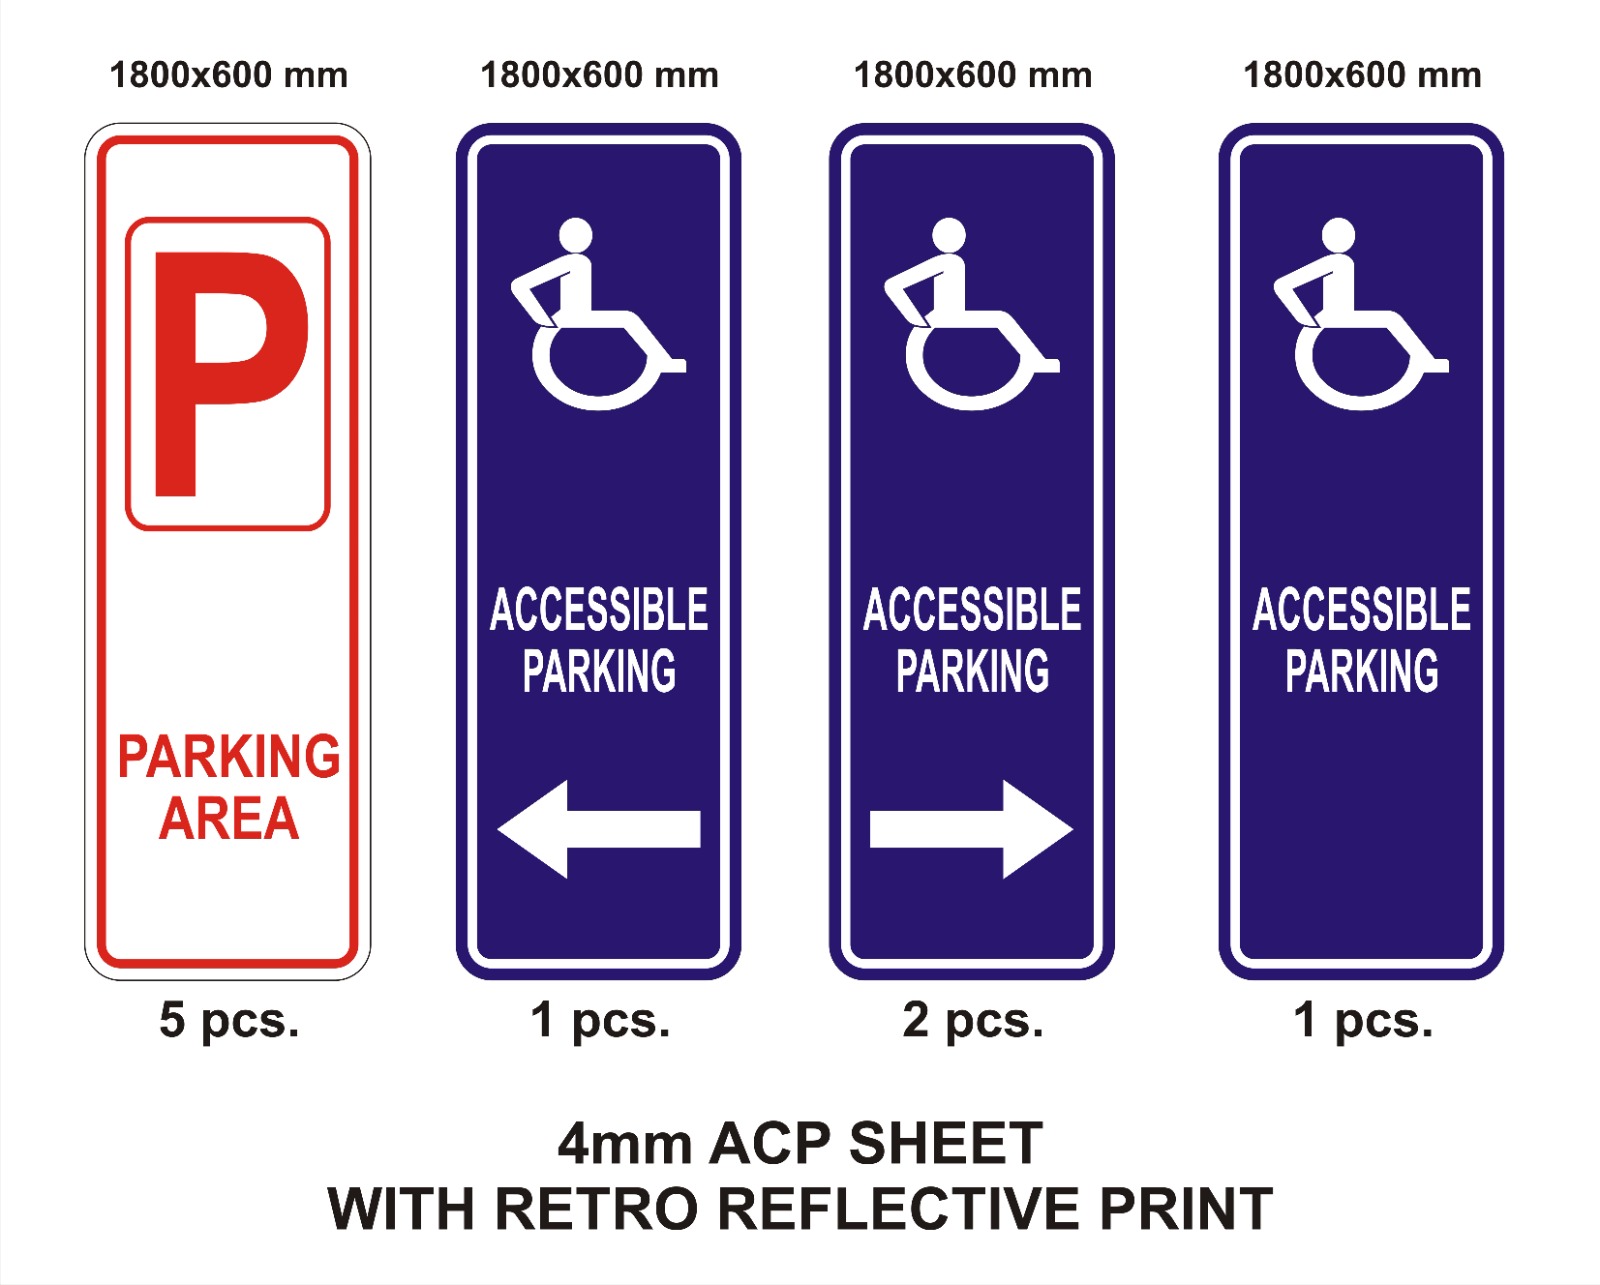 1800x600 mm
1800x600 mm
1800x600 mm
1800x600 mm
P
PARKING
AREA
ACCESSIBLE
PARKING
ACCESSIBLE
PARKING
ACCESSIBLE
PARKING
5 pcs.
1 pcs.
2 pcs.
1 pcs.
4mm ACP SHEET
WITH RETRO REFLECTIVE PRINT